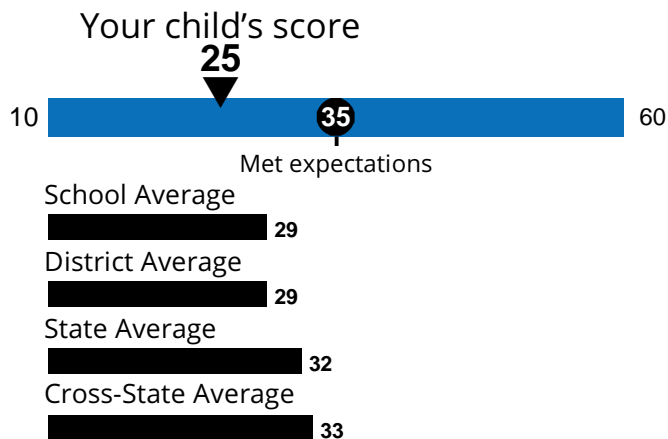 Your child’s score
25
10 35 60
Met expectations
School Average
29
District Average
29
State Average
32
Cross-State Average
33